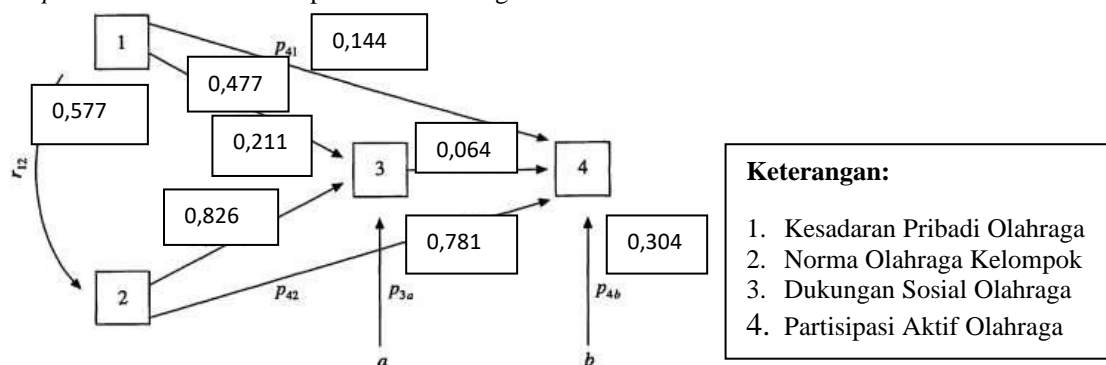 1
p41
0,144
0,477
0,577
0,211
0,064
r12
3
4
0,826
0,781
0,304
2
p42
p3a
p4b
a
b
Keterangan:
1. Kesadaran Pribadi Olahraga
2. Norma Olahraga Kelompok
3. Dukungan Sosial Olahraga
4. Partisipasi Aktif Olahraga